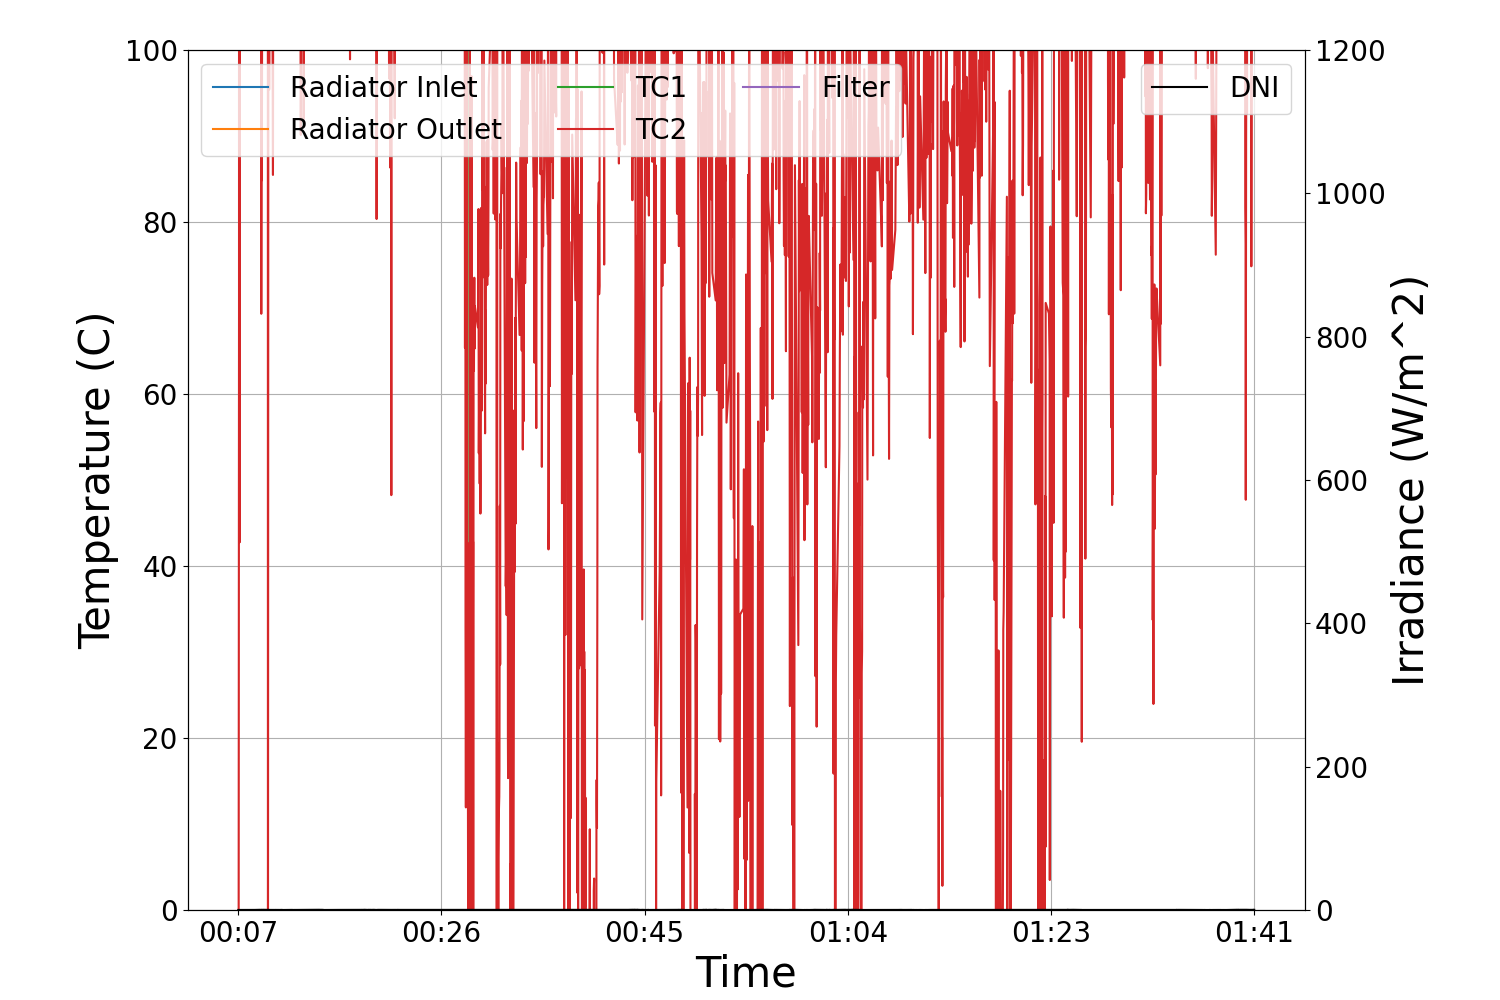 100
80
60
40
20
0
Temperature (C)
Radiator Inlet
Radiator Outlet
TC1
TC2
Filter
DNI
1200
1000
800
600
400
200
0
Irradiance (W/m^2)
00:07
00:26
00:45
01:04
01:23
01:41
Time